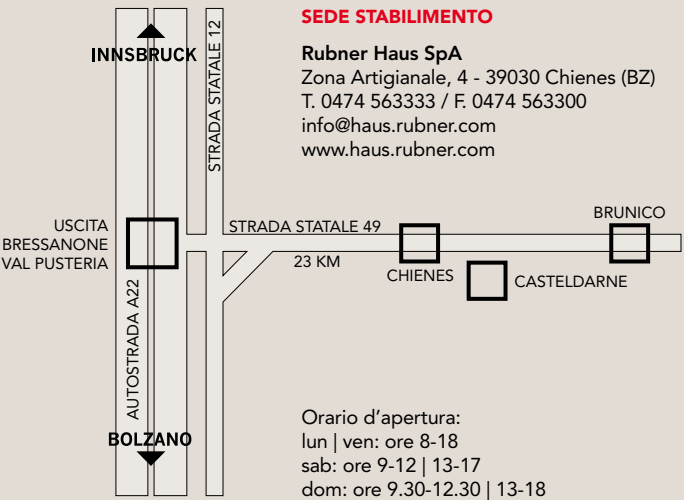 SEDE STABILIMENTO
Rubner Haus SpA
Zona Artigianale, 4 - 39030 Chienes (BZ)
T. 0474 563333 / F. 0474 563300
info@haus.rubner.com
www.haus.rubner.com
INNSBRUCK
STRADA STATALE 12
USCITA
BRESSANONE
VAL PUSTERIA
STRADA STATALE 49
23 KM
BRUNICO
CHIENES
CASTELDARNE
AUTOSTRADA A22
BOLZANO
Orario d'apertura:
lun | ven: ore 8-18
sab: ore 9-12 | 13-17
dom: ore 9.30-12.30 | 13-18